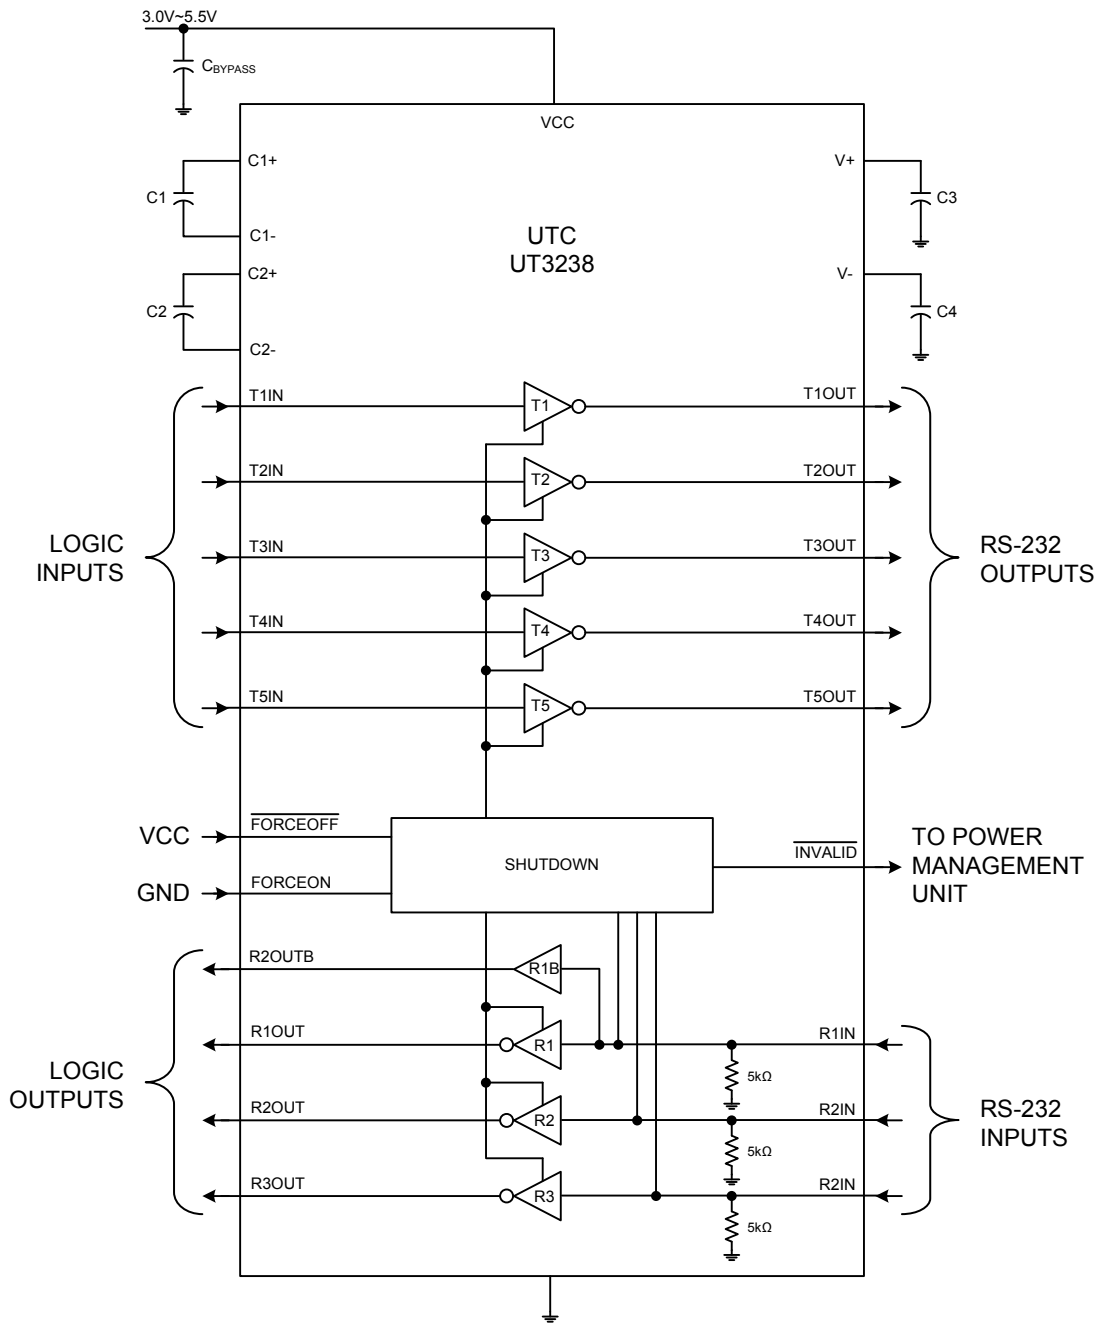 3.0V~5.5V
CBYPASS
VCC
C1+
V+
C1
C3
C1-
UTC
UT3238
C2+
V-
C2
C4
C2-
T1IN
T1
T1OUT
T2IN
T2
T2OUT
LOGIC
INPUTS
T3IN
T3
T3OUT
RS-232
OUTPUTS
T4IN
T4
T4OUT
T5IN
T5
T5OUT
VCC
FORCEOFF
SHUTDOWN
INVALID
TO POWER
MANAGEMENT
UNIT
GND
FORCEON
R2OUTB
R1B
R1OUT
R1
R1IN
5kΩ
LOGIC
OUTPUTS
R2OUT
R2
R2IN
5kΩ
RS-232
INPUTS
R3OUT
R3
R2IN
5kΩ